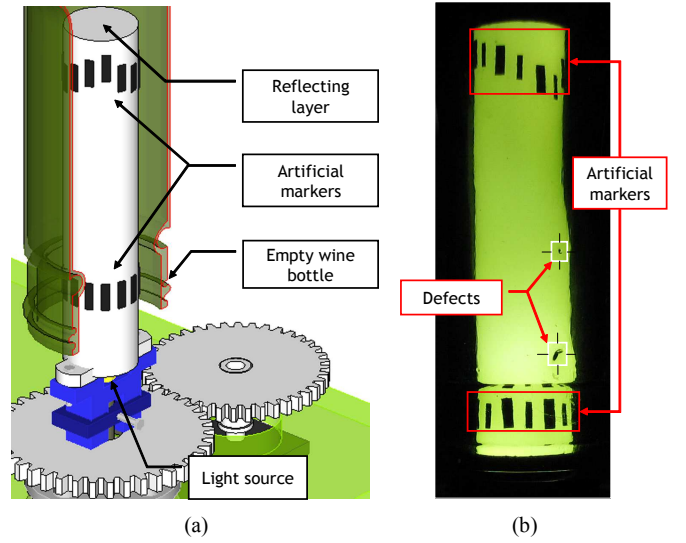 Reflecting
layer
Artificial
markers
Empty wine
bottle
Light source
(a)
Artificial
markers
Defects
(b)